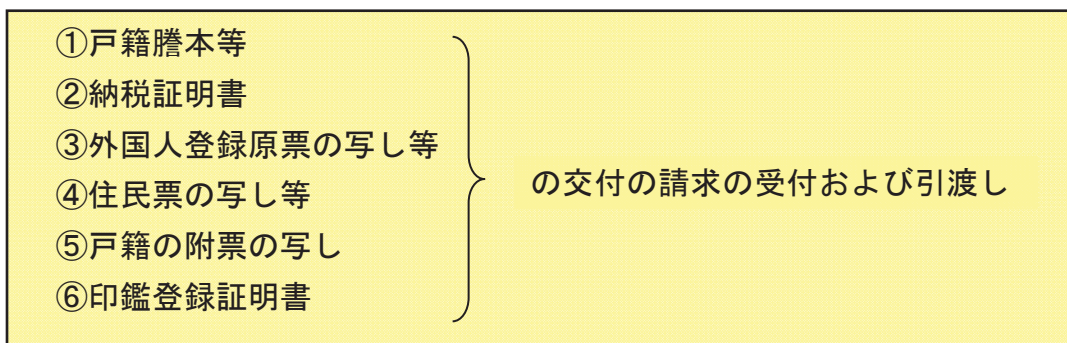 ①戸籍謄本等
②納税証明書
③外国人登録原票の写し等
④住民票の写し等
⑤戸籍の附票の写し
⑥印鑑登録証明書
の交付の請求の受付および引渡し